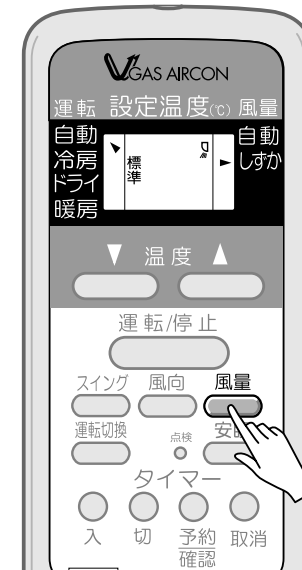 VGAS AIRCON
運転 設定温度(℃) 風量
自動 自動
冷房 標準 しずか
ドライ
暖房
▼ 温度 ▲
運転/停止
スイング 風向 風量
運転切換 点検
タイマー
入 切 予約 取消
確認